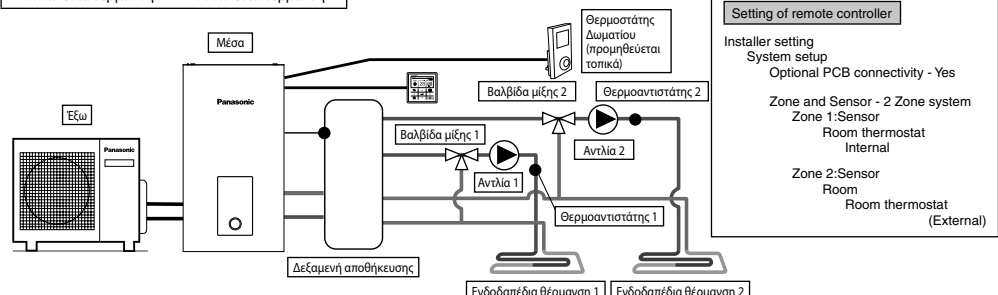 Θερμοστάτης
Δωματίου
(προμηθεύεται
τοπικά)
Μέσα
Panasonic
Βαλβίδα μίξης 2
Θερμοαντιστάτης 2
Έξω
Panasonic
Βαλβίδα μίξης 1
Αντλία 2
Αντλία 1
Θερμοαντιστάτης 1
Δεξαμενή αποθήκευσης
Ενδοδαπέδια θέρμανση 1
Ενδοδαπέδια θέρμανση 2
Setting of remote controller
Installer setting
System setup
Optional PCB connectivity - Yes
Zone and Sensor - 2 Zone system
Zone 1:Sensor
Room thermostat
Internal
Zone 2:Sensor
Room
Room thermostat
(External)